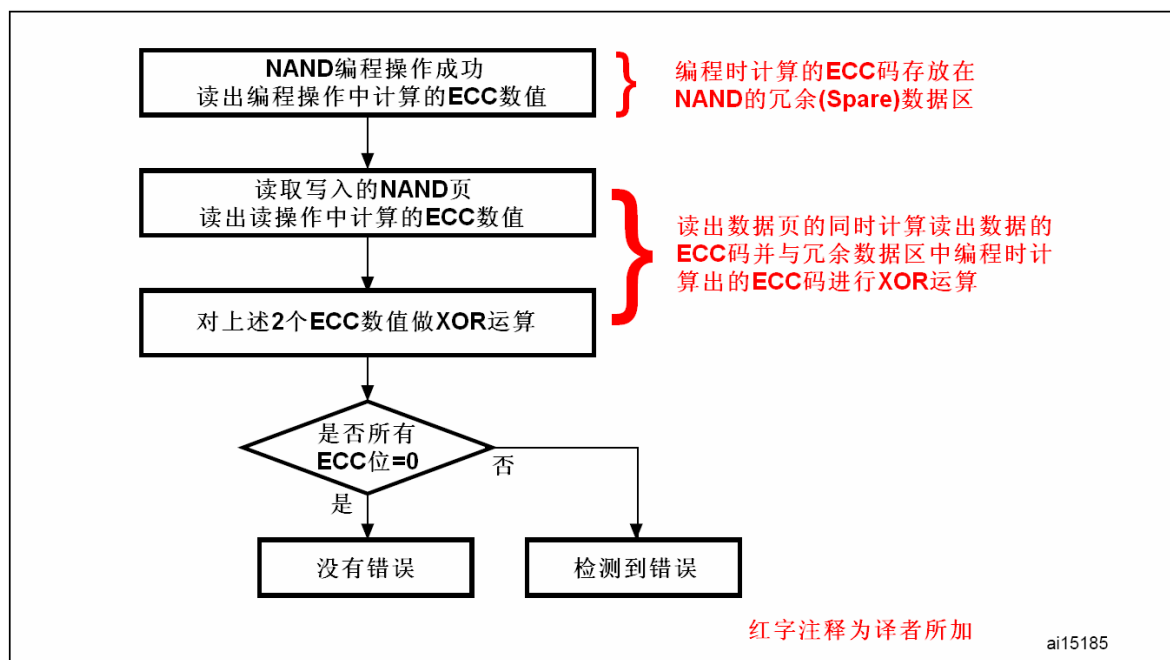 NAND编程操作成功
读出编程操作中计算的ECC数值
编程时计算的ECC码存放在
NAND的冗余(Spare)数据区
读取写入的NAND页
读出读操作中计算的ECC数值
读出数据页的同时计算读出数据的
ECC码并与冗余数据区中编程时计
算出的ECC码进行XOR运算
对上述2个ECC数值做XOR运算
是否所有
ECC位=0
否
是
没有错误
检测到错误
红字注释为译者所加
ai15185